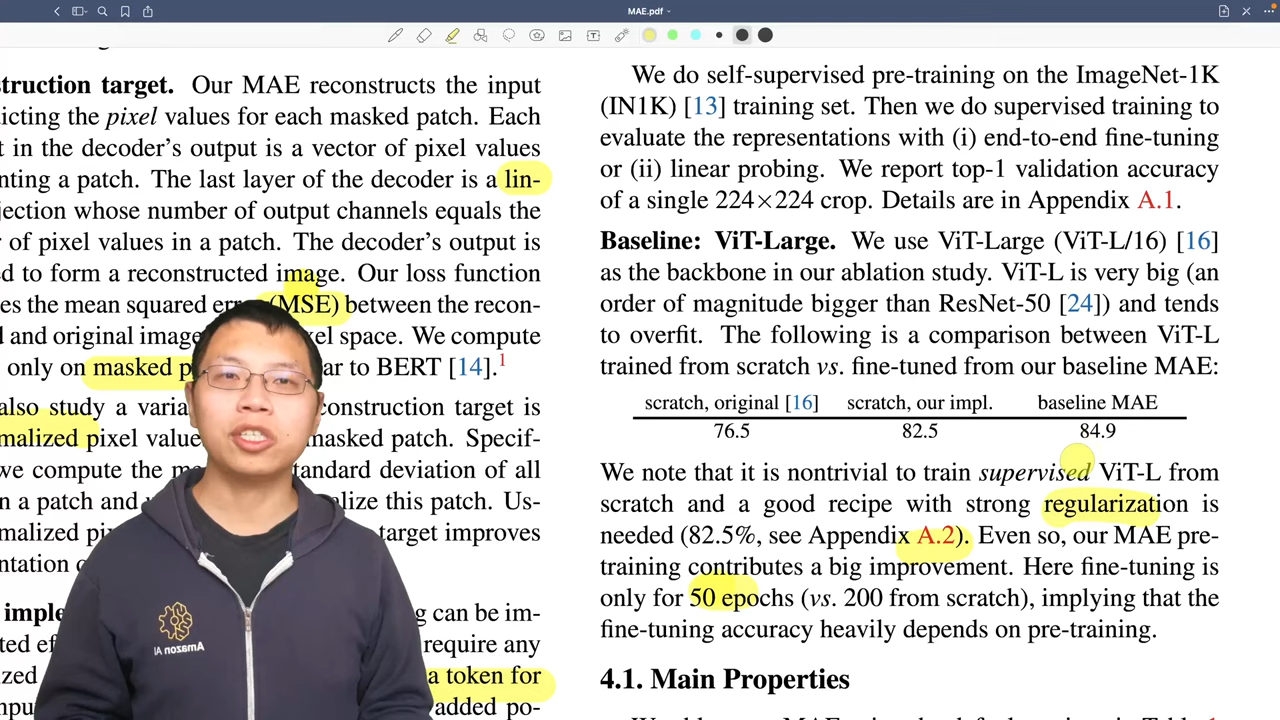 MAE.pdf
struction target. Our MAE reconstructs the input
icting the pixel values for each masked patch. Each
t in the decoder's output is a vector of pixel values
nting a patch. The last layer of the decoder is a lin-
jection whose number of output channels equals the
r of pixel values in a patch. The decoder's output is
ed to form a reconstructed image. Our loss function
es the mean squared err (MSE) between the recon-
d and original image xel space. We compute
only on masked p ar to BERT [14].1
also study a varia construction target is
malized pixel value masked patch. Specif-
we compute the m tandard deviation of all
n a patch and alize this patch. Us-
malized pi target improves
ntation
imple g can be im-
ted ef require any
ized a token for
npu added po-
Amazon AI
We do self-supervised pre-training on the ImageNet-1K
(IN1K) [13] training set. Then we do supervised training to
evaluate the representations with (i) end-to-end fine-tuning
or (ii) linear probing. We report top-1 validation accuracy
of a single 224×224 crop. Details are in Appendix A.1.
Baseline: ViT-Large. We use ViT-Large (ViT-L/16) [16]
as the backbone in our ablation study. ViT-L is very big (an
order of magnitude bigger than ResNet-50 [24]) and tends
to overfit. The following is a comparison between ViT-L
trained from scratch vs. fine-tuned from our baseline MAE:
scratch, original [16] scratch, our impl. baseline MAE
76.5 82.5 84.9
We note that it is nontrivial to train supervised ViT-L from
scratch and a good recipe with strong regularization is
needed (82.5%, see Appendix A.2). Even so, our MAE pre-
training contributes a big improvement. Here fine-tuning is
only for 50 epochs (vs. 200 from scratch), implying that the
fine-tuning accuracy heavily depends on pre-training.
4.1. Main Properties